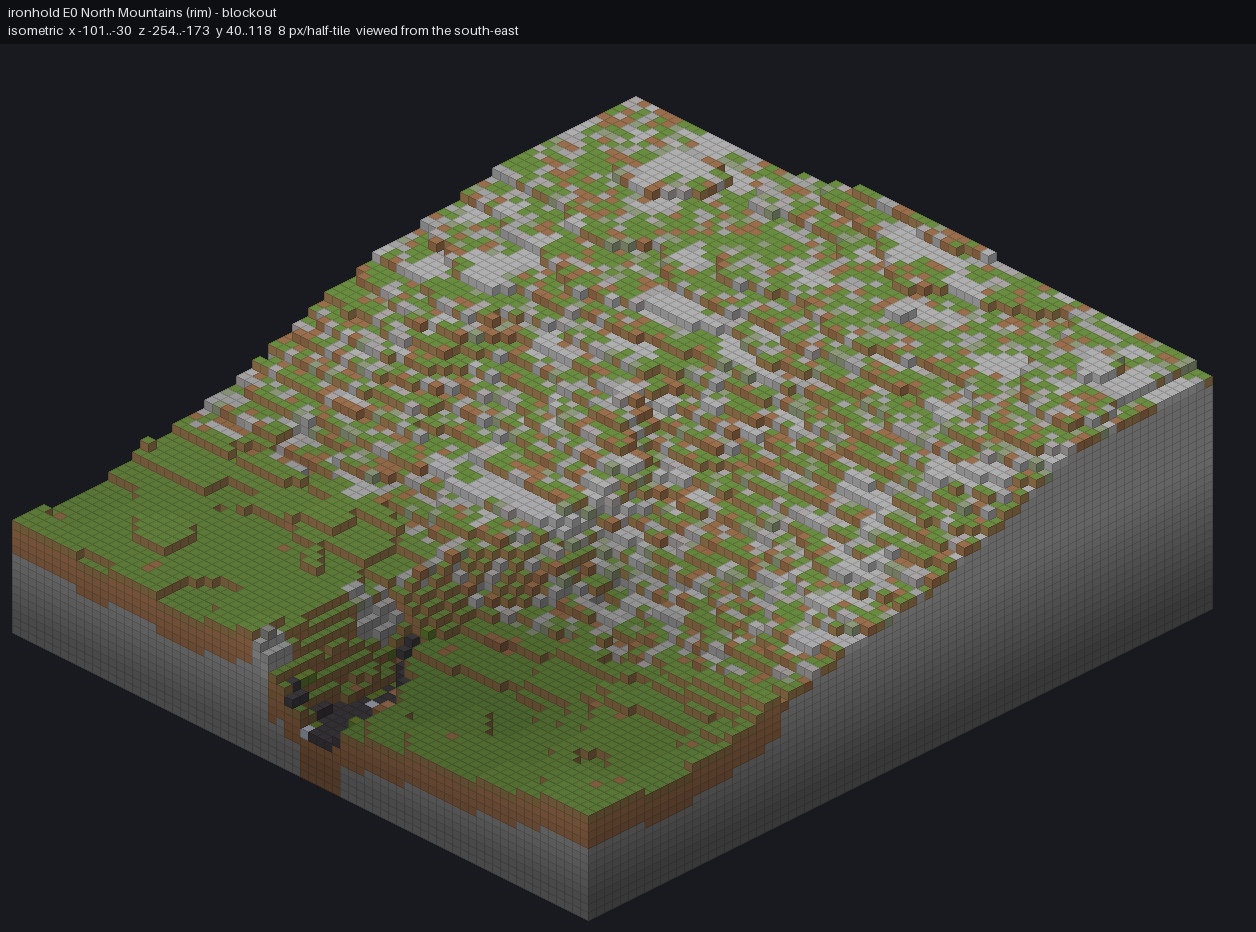 ironhold E0 North Mountains (rim) - blockout
isometric  x -101..-30  z -254..-173  y 40..118  8 px/half-tile  viewed from the south-east